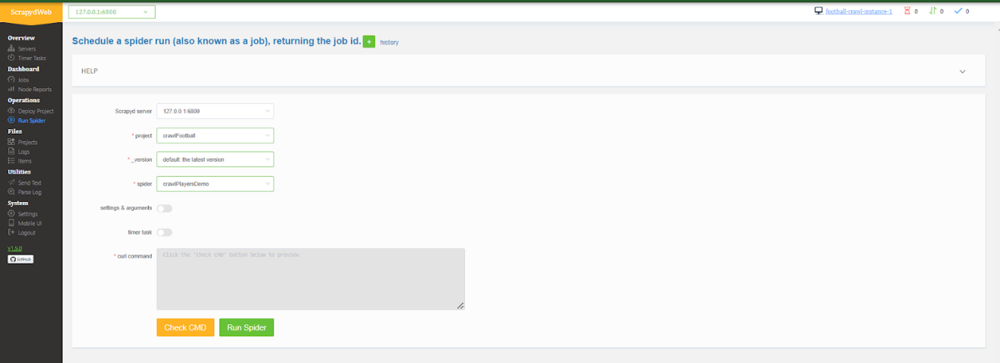 ScrapydWeb
127.0.0.1:6800
football-crawl-instance-1 0 0 0
Overview
Servers
Timer Tasks
Dashboard
Jobs
Node Reports
Operations
Deploy Project
Run Spider
Files
Projects
Logs
Items
Utilities
Send Text
Parse Log
System
Settings
Mobile UI
Logout
v1.5.0
GitHub
Schedule a spider run (also known as a job), returning the job id. + history
HELP
Scrapyd server 127.0.0.1:6800
* project crawlFootball
* _version default: the latest version
* spider crawlPlayersDemo
settings & arguments
timer task
* curl command Click the 'Check CMD' button below to preview
Check CMD Run Spider